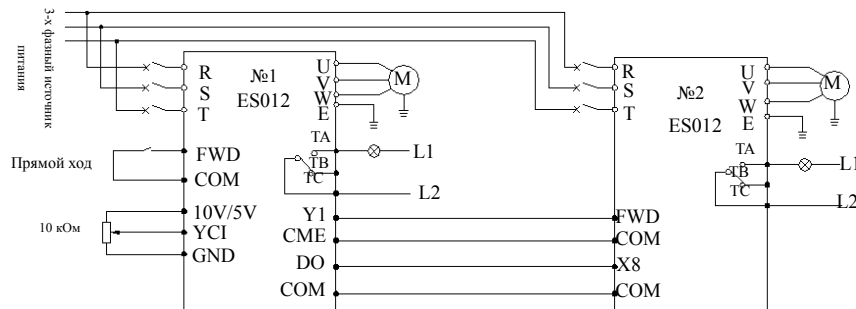 3-х фазный источник
питания
R
S
T
№1
ES012
U
V
W
E
M
TA
TB
TC
L1
L2
Прямой ход
FWD
COM
10 кОм
10V/5V
YCI
GND
Y1
CME
DO
COM
R
S
T
№2
ES012
U
V
W
E
M
TA
TB
TC
L1
L2
FWD
COM
X8
COM